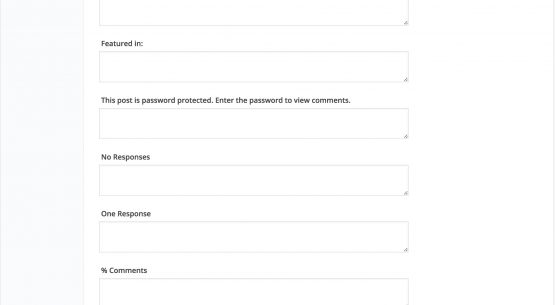 Featured in:
This post is password protected. Enter the password to view comments.
No Responses
One Response
% Comments